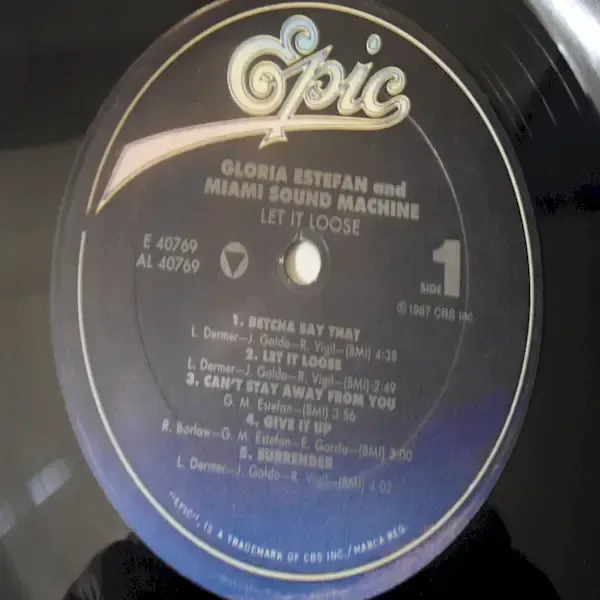 Epic
GLORIA ESTEFAN and
MIAMI SOUND MACHINE
LET IT LOOSE
E 40769
AL 40769
SIDE 1
℗1987 CBS Inc.
1. BETCHA SAY THAT
L. Dermer—J. Galdo—R. Vigil—(BMI) 4:38
2. LET IT LOOSE
L. Dermer—J. Galdo—R. Vigil—(BMI) 3:49
3. CAN'T STAY AWAY FROM YOU
G. M. Estefan—(BMI) 3:56
4. GIVE IT UP
R. Barlow—G. M. Estefan—E. Garcia—(BMI) 3:00
5. SURRENDER
L. Dermer—J. Galdo—R. Vigil—(BMI) 4:02
"EPIC", IS A TRADEMARK OF CBS INC./MARCA REG.